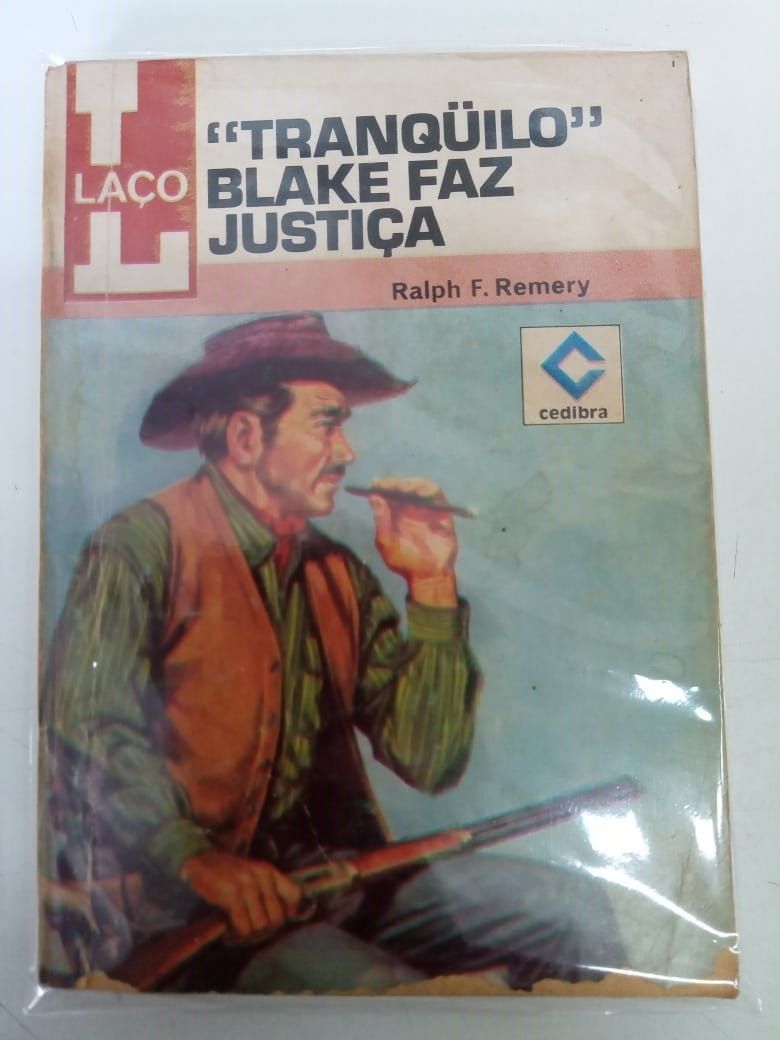 LAÇO
"TRANQÜILO"
BLAKE FAZ
JUSTIÇA
Ralph F. Remery
cedibra